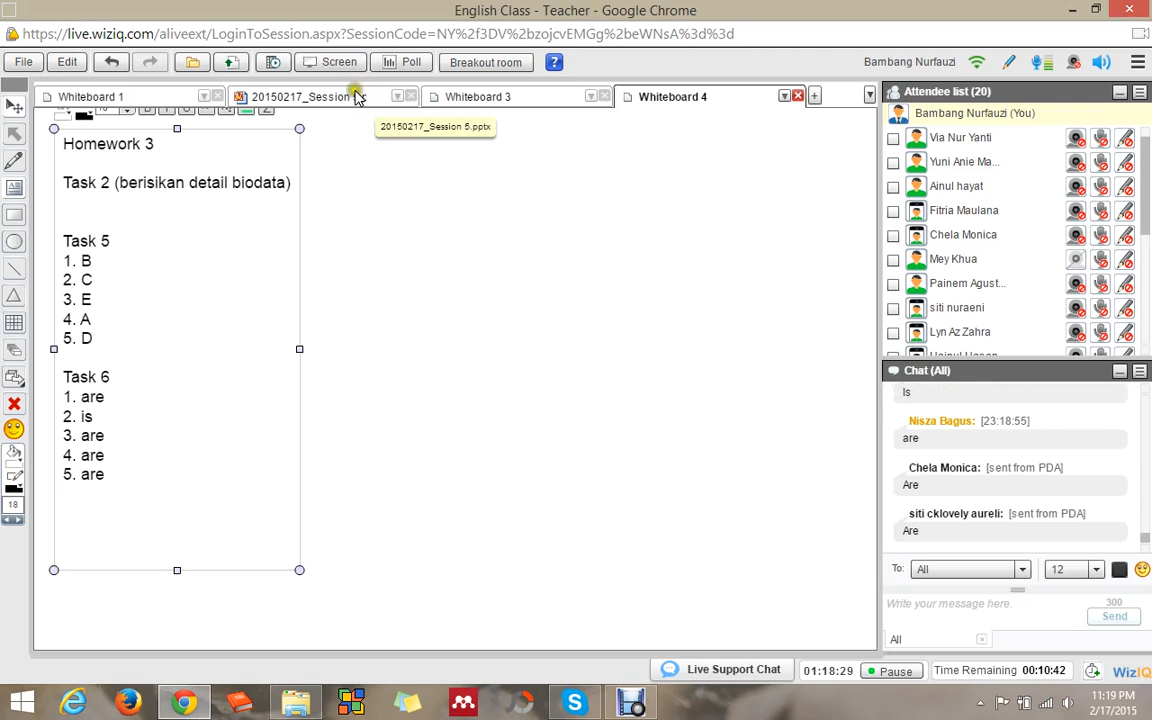 English Class - Teacher - Google Chrome
https://live.wiziq.com/aliveext/LoginToSession.aspx?SessionCode=NY%2f3DV%2bzojcvEMGg%2beWNsA%3d%3d
File
Edit
Screen
Poll
Breakout room
?
Bambang Nurfauzi
Whiteboard 1
20150217_Session
Whiteboard 3
Whiteboard 4
20150217_Session 5.pptx
Homework 3
Task 2 (berisikan detail biodata)
Task 5
1. B
2. C
3. E
4. A
5. D
Task 6
1. are
2. is
3. are
4. are
5. are
18
Attendee list (20)
Bambang Nurfauzi (You)
Via Nur Yanti
Yuni Anie Ma...
Ainul hayat
Fitria Maulana
Chela Monica
Mey Khua
Painem Agust...
siti nuraeni
Lyn Az Zahra
Chat (All)
Is
Nisza Bagus: [23:18:55]
are
Chela Monica: [sent from PDA]
Are
siti cklovely aureli: [sent from PDA]
Are
To:
All
12
Write your message here.
300
Send
All
Live Support Chat
01:18:29
Pause
Time Remaining 00:10:42
WizIQ
11:19 PM
2/17/2015